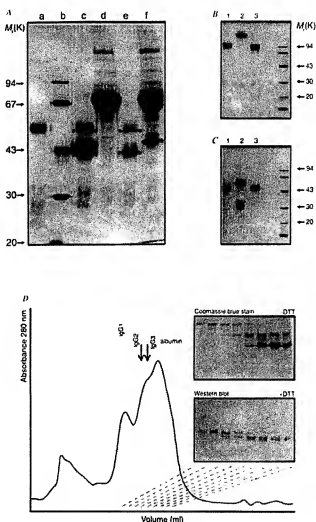 A
B
Mr(K)
a b c d e f
1 2 3
Mr(K)
94
67
43
30
20
94
43
30
20
C
1 2 3
94
43
30
20
D
Absorbance 280 nm
IgG1
IgG2
IgG3
albumin
Coomassie blue stain -DTT
Western blot -DTT
Volume (ml)